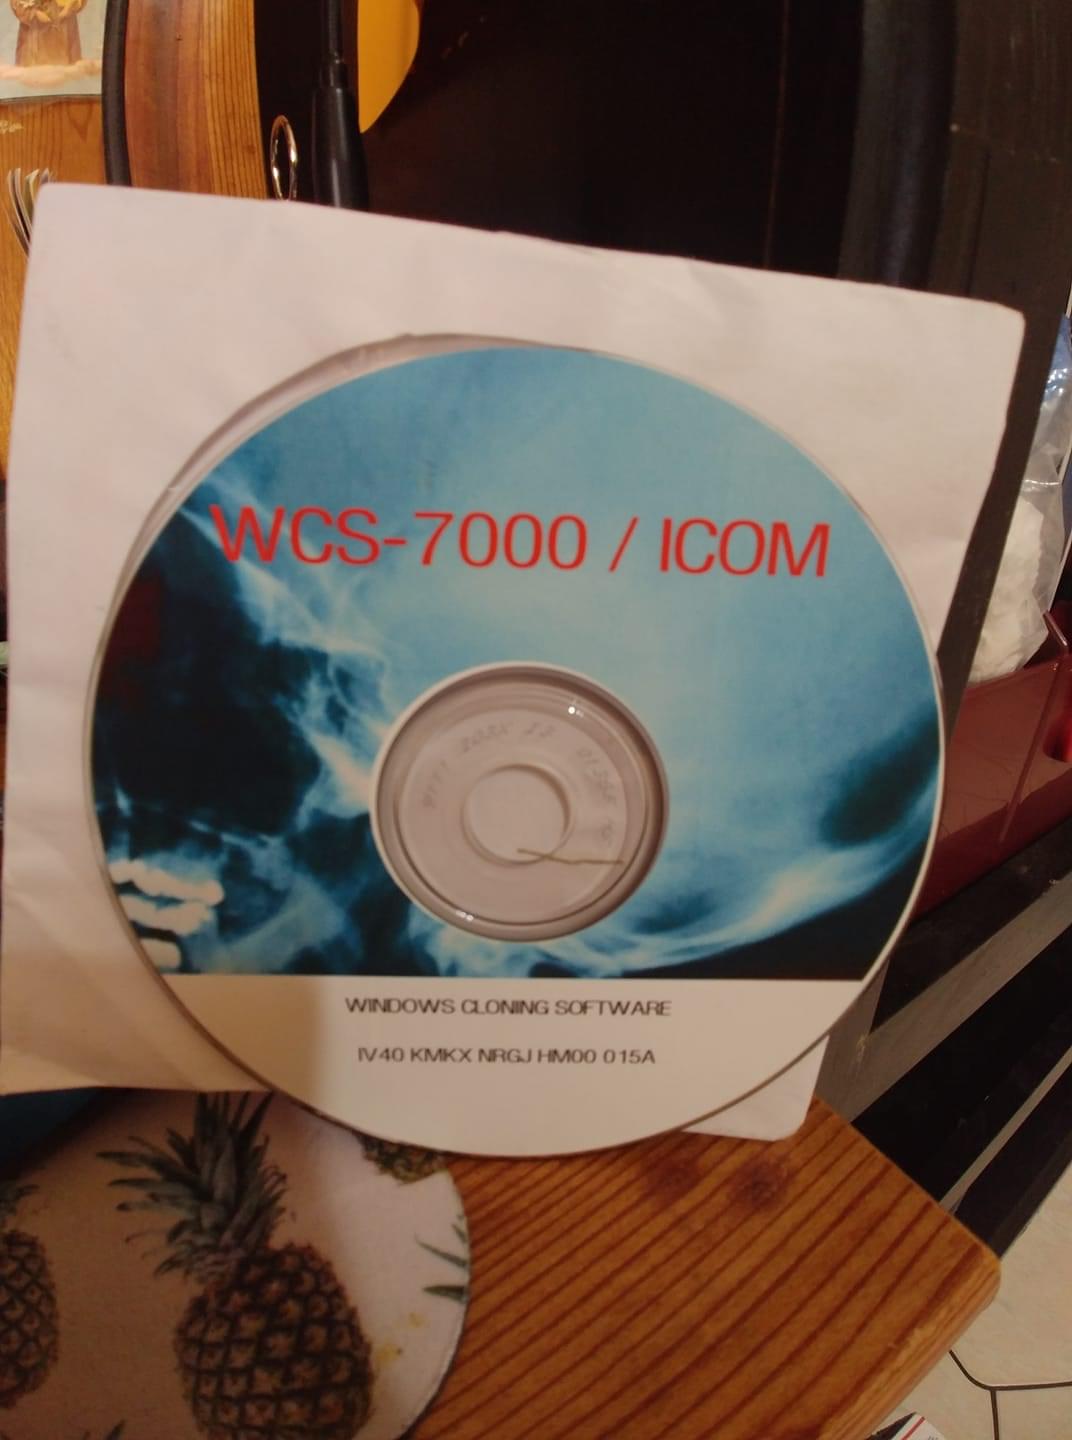 WCS-7000 / ICOM
WINDOWS CLONING SOFTWARE
IV40 KMKX NRGJ HM00 015A